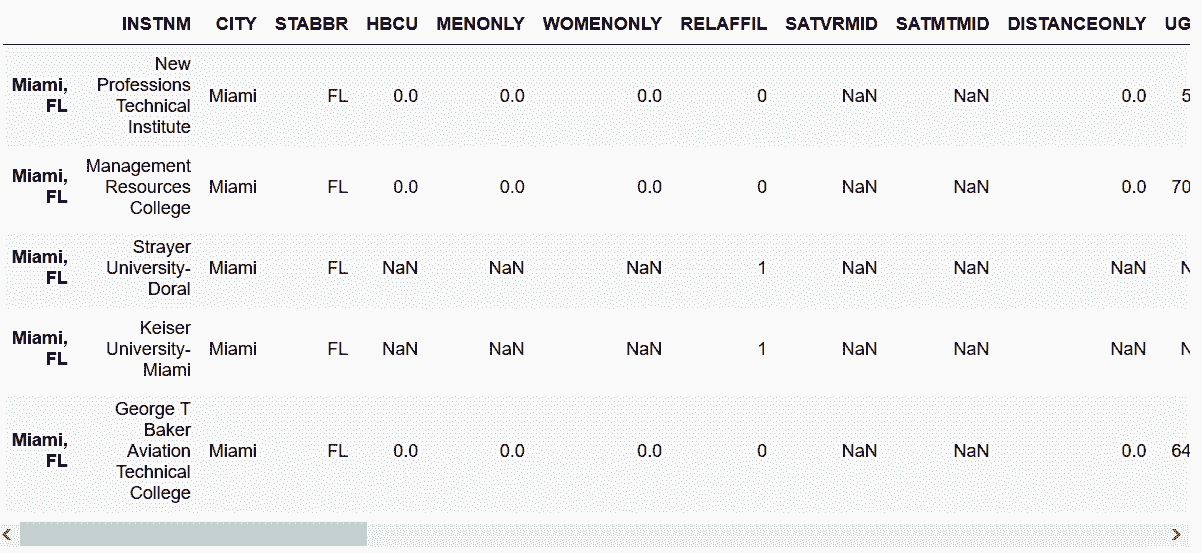 INSTNM CITY STABBR HBCU MENONLY WOMENONLY RELAFFIL SATVRMID SATMTMID DISTANCEONLY UG
Miami, FL New Professions Technical Institute Miami FL 0.0 0.0 0.0 0 NaN NaN 0.0 5
Miami, FL Management Resources College Miami FL 0.0 0.0 0.0 0 NaN NaN 0.0 70
Miami, FL Strayer University-Doral Miami FL NaN NaN NaN 1 NaN NaN NaN N
Miami, FL Keiser University-Miami Miami FL NaN NaN NaN 1 NaN NaN NaN N
Miami, FL George T Baker Aviation Technical College Miami FL 0.0 0.0 0.0 0 NaN NaN 0.0 64